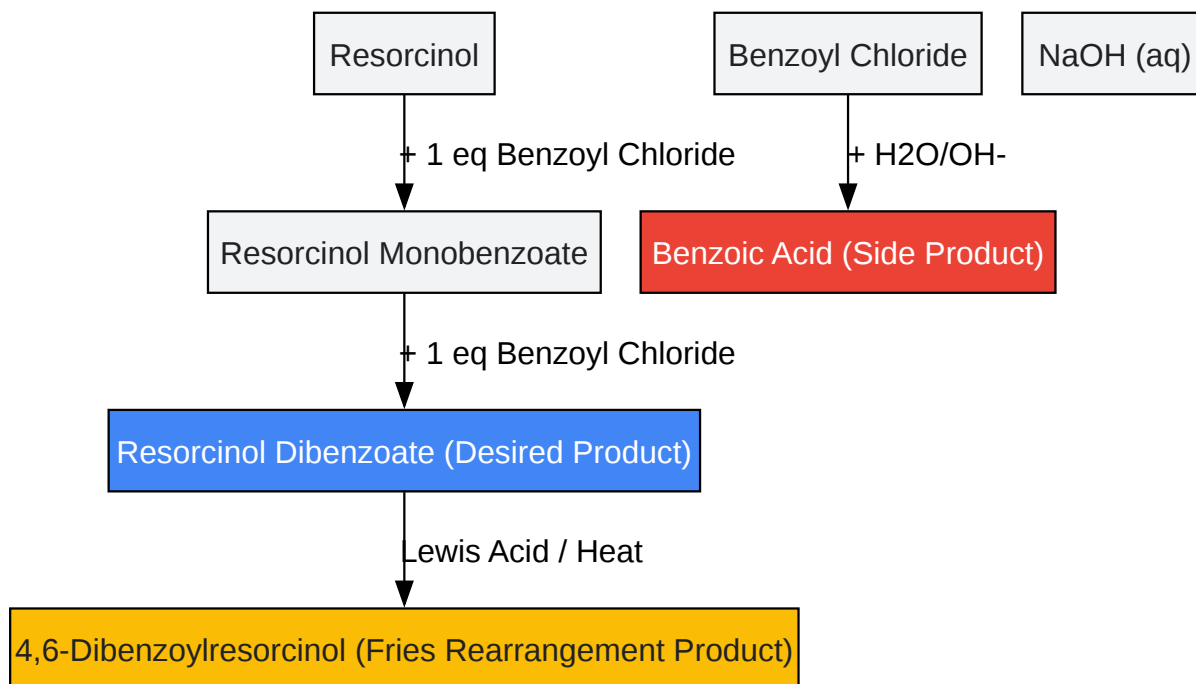 Resorcinol
Benzoyl Chloride
NaOH (aq)
+ 1 eq Benzoyl Chloride
+ H2O/OH-
Resorcinol Monobenzoate
Benzoic Acid (Side Product)
+ 1 eq Benzoyl Chloride
Resorcinol Dibenzoate (Desired Product)
Lewis Acid / Heat
4,6-Dibenzoylresorcinol (Fries Rearrangement Product)